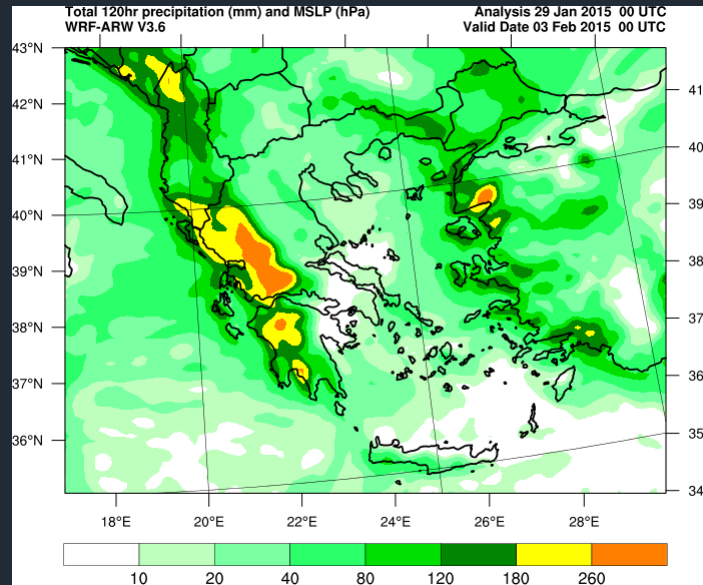 Total 120hr precipitation (mm) and MSLP (hPa)
Analysis 29 Jan 2015 00 UTC
WRF-ARW V3.6
Valid Date 03 Feb 2015 00 UTC
43°N
42°N
41°N
40°N
39°N
38°N
37°N
36°N
41
40
39
38
37
36
35
34
18°E
20°E
22°E
24°E
26°E
28°E
10 20 40 80 120 180 260